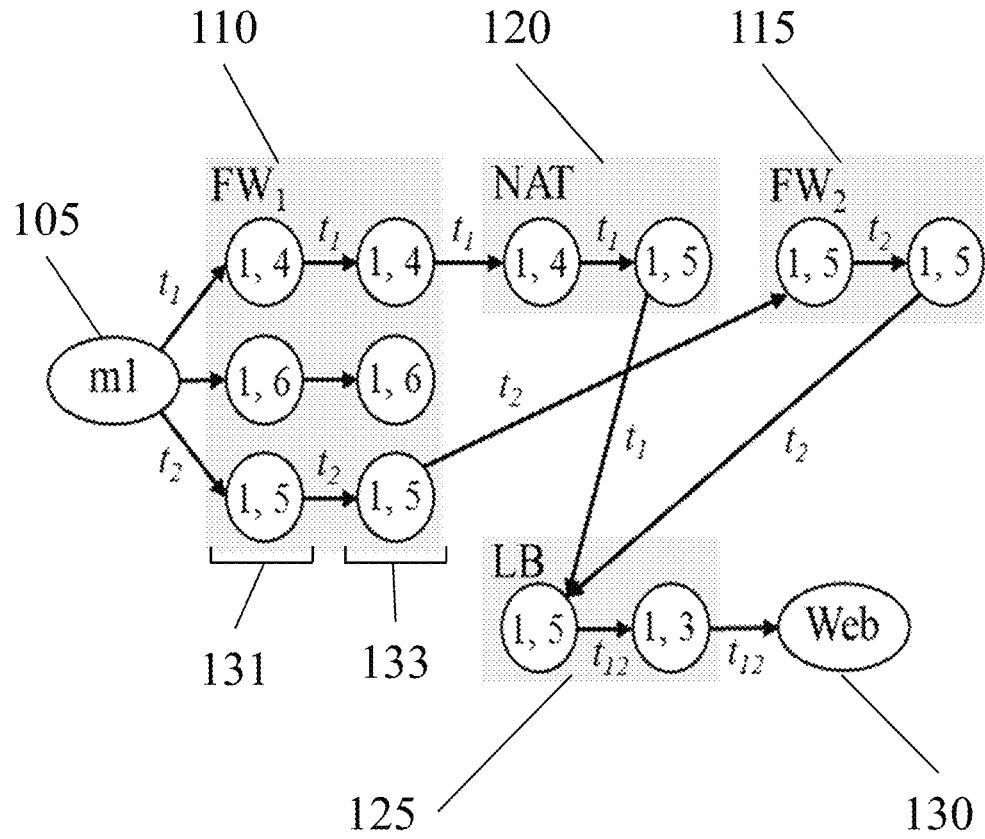 110 120 115
FW1 NAT FW2
105
t1 t1 t1 t2
1, 4 1, 4 1, 4 1, 5 1, 5 1, 5
t1
m1 1, 6 1, 6
t2
t2 t2 t1 t2
1, 5 1, 5
LB
1, 5 1, 3 Web
131 133 t12 t12
125 130